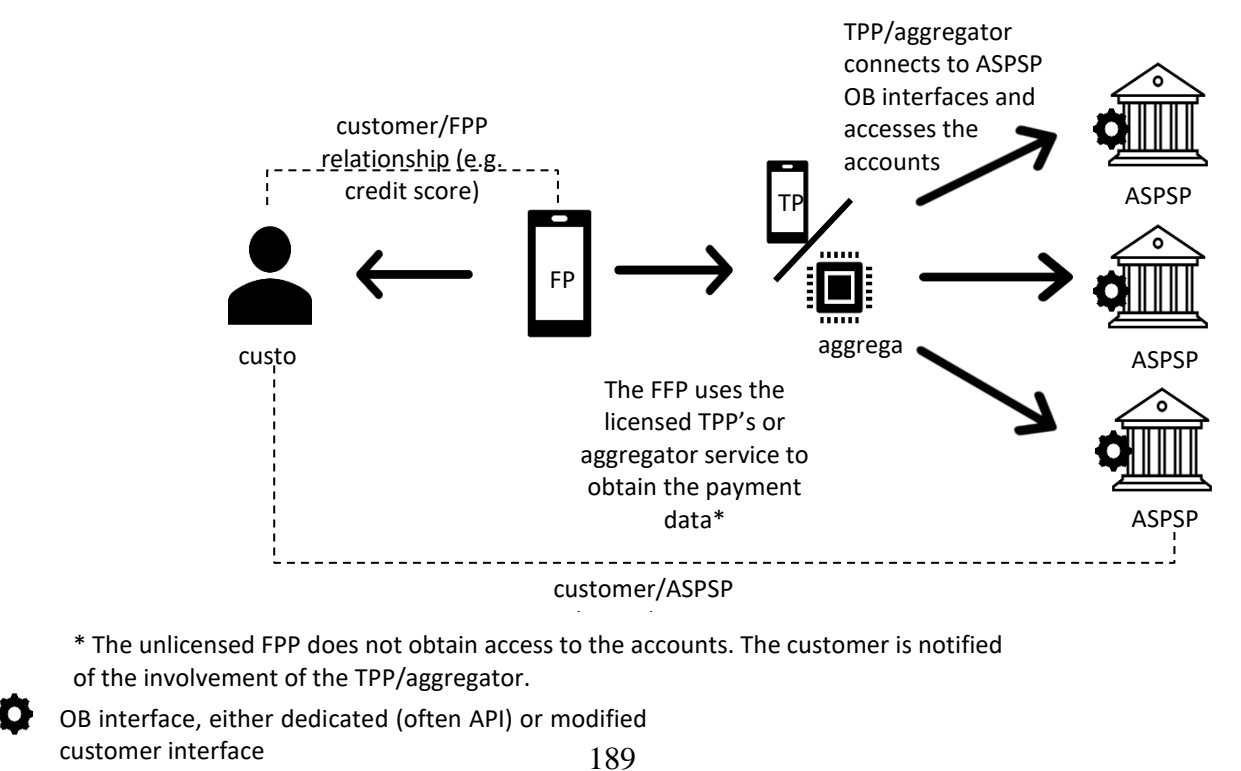 TPP/aggregator
connects to ASPSP
OB interfaces and
accesses the
accounts
customer/FPP
relationship (e.g.
credit score)
TP
FP
ASPSP
custo
aggrega
ASPSP
The FFP uses the
licensed TPP's or
aggregator service to
obtain the payment
data*
ASPSP
customer/ASPSP
* The unlicensed FPP does not obtain access to the accounts. The customer is notified
of the involvement of the TPP/aggregator.
OB interface, either dedicated (often API) or modified
customer interface
189